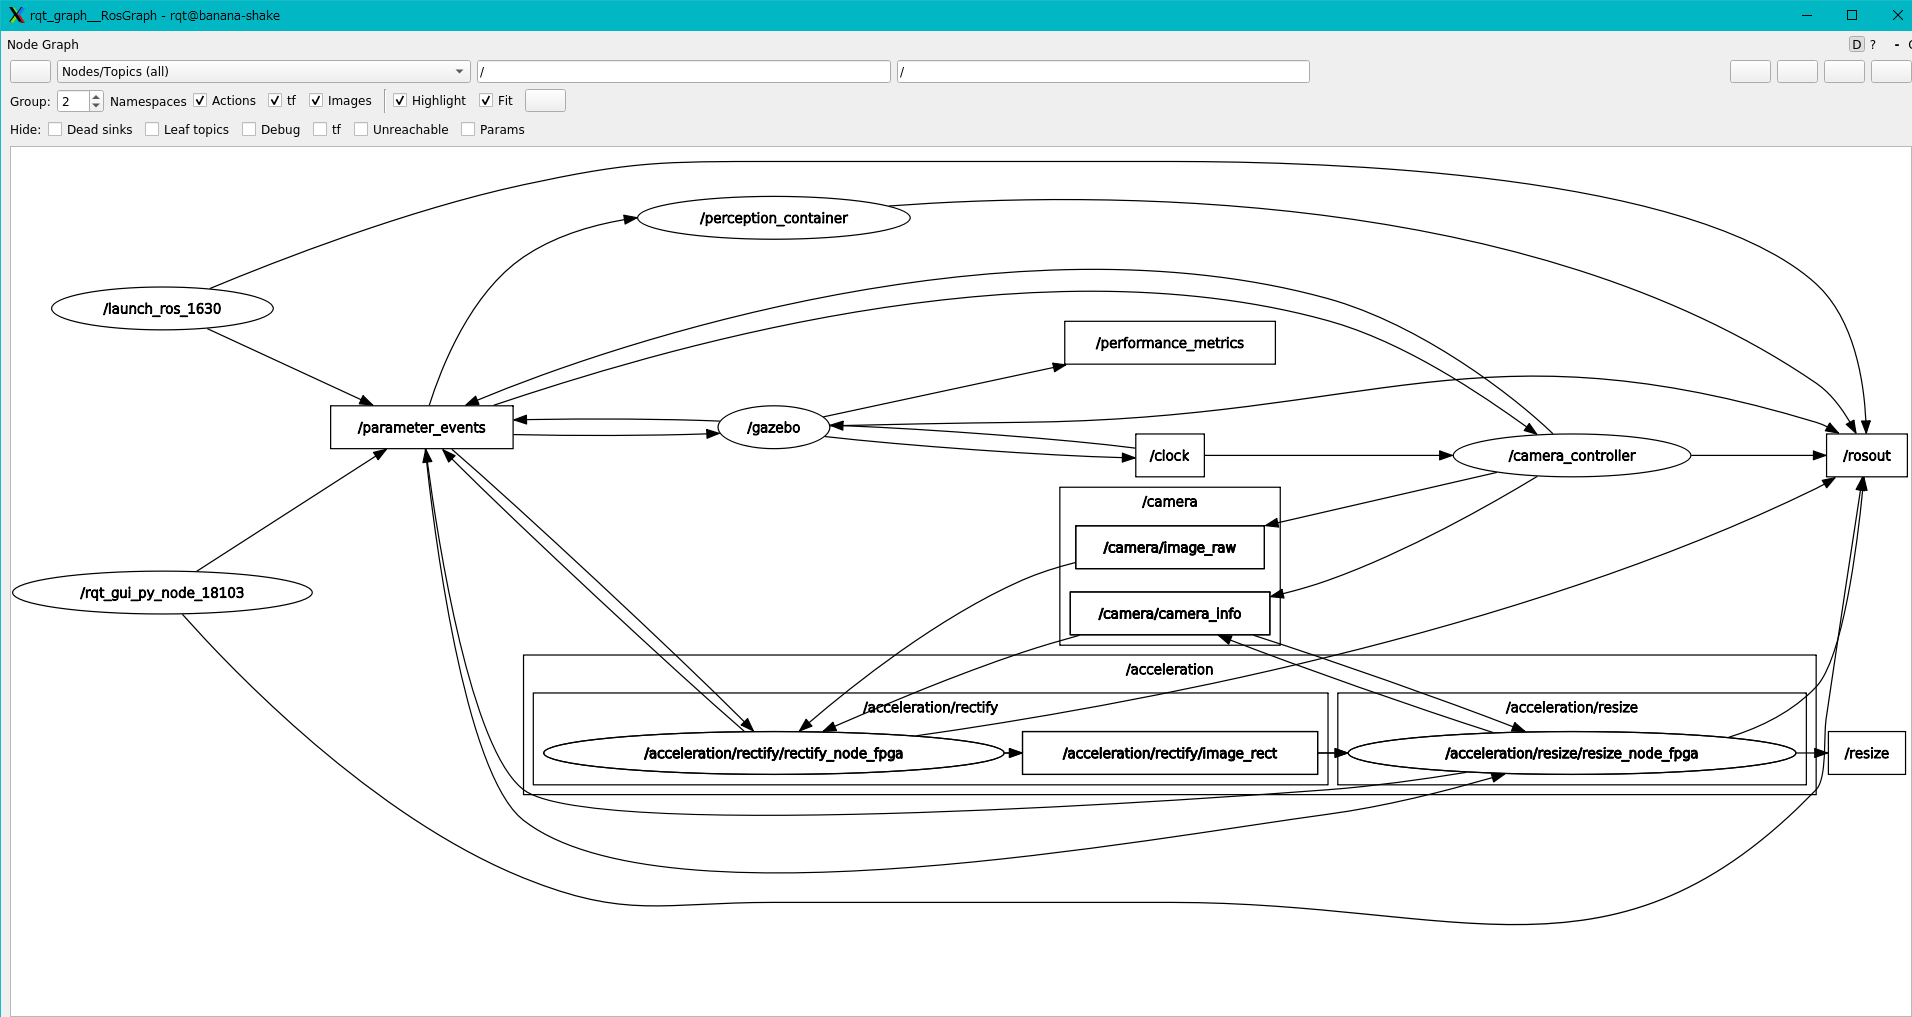 rqt_graph__RosGraph - rqt@banana-shake
Node Graph
D ? -
Nodes/Topics (all) / /
Group: 2 Namespaces Actions tf Images Highlight Fit
Hide: Dead sinks Leaf topics Debug tf Unreachable Params
/perception_container
/launch_ros_1630
/performance_metrics
/parameter_events
/gazebo
/clock
/camera_controller
/rosout
/camera
/camera/image_raw
/rqt_gui_py_node_18103
/camera/camera_info
/acceleration
/acceleration/rectify
/acceleration/resize
/acceleration/rectify/rectify_node_fpga
/acceleration/rectify/image_rect
/acceleration/resize/resize_node_fpga
/resize